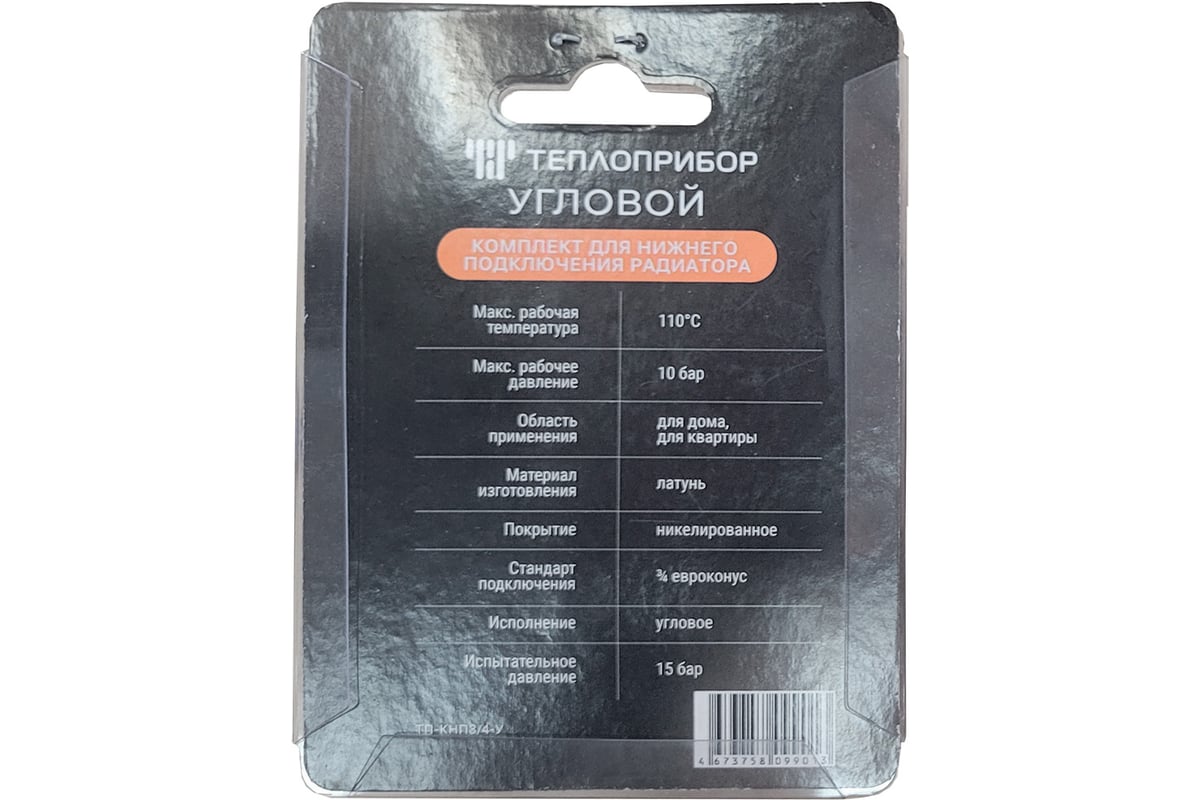 ТЕПЛОПРИБОР
УГЛОВОЙ
КОМПЛЕКТ ДЛЯ НИЖНЕГО
ПОДКЛЮЧЕНИЯ РАДИАТОРА
Макс. рабочая
температура
110°C
Макс. рабочее
давление
10 бар
Область
применения
для дома,
для квартиры
Материал
изготовления
латунь
Покрытие
никелированное
Стандарт
подключения
¾ евроконус
Исполнение
угловое
Испытательное
давление
15 бар
ТП-КНП3/4-У
4 673758 099013